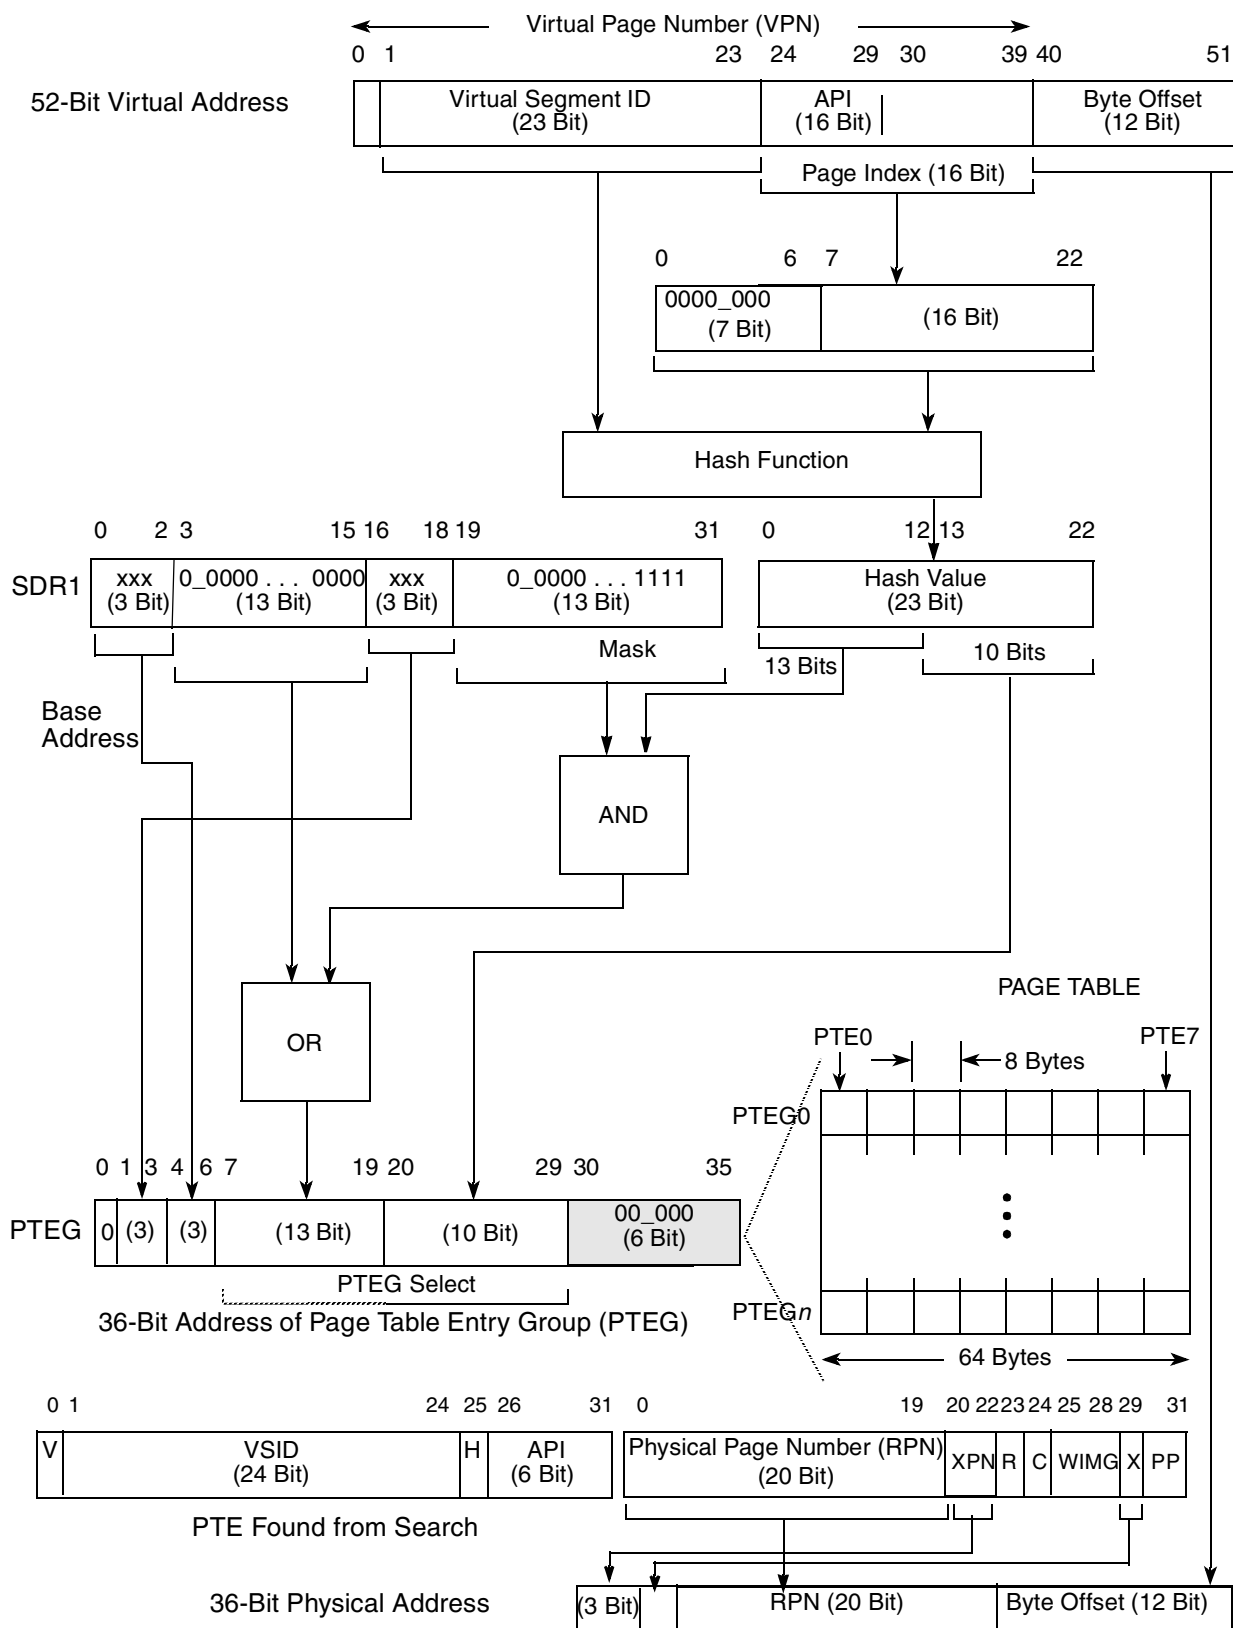 Virtual Page Number (VPN)
0 1 23 24 29 30 39 40 51
52-Bit Virtual Address
Virtual Segment ID
(23 Bit)
API
(16 Bit)
Byte Offset
(12 Bit)
Page Index (16 Bit)
0 6 7 22
0000_000
(7 Bit)
(16 Bit)
Hash Function
0 2 3 15 16 18 19 31
0 12 13 22
SDR1
xxx
(3 Bit)
0_0000 . . . 0000
(13 Bit)
xxx
(3 Bit)
0_0000 . . . 1111
(13 Bit)
Hash Value
(23 Bit)
Mask
13 Bits
10 Bits
Base
Address
AND
OR
PAGE TABLE
PTE0
8 Bytes
PTE7
PTEG0
0 1 3 4 6 7 19 20 29 30 35
PTEG
0
(3)
(3)
(13 Bit)
(10 Bit)
00_000
(6 Bit)
PTEG Select
36-Bit Address of Page Table Entry Group (PTEG)
PTEGn
64 Bytes
0 1 24 25 26 31
0 19 20 22 23 24 25 28 29 31
V
VSID
(24 Bit)
H
API
(6 Bit)
Physical Page Number (RPN)
(20 Bit)
XPN
R
C
WIMG
X
PP
PTE Found from Search
36-Bit Physical Address
(3 Bit)
RPN (20 Bit)
Byte Offset (12 Bit)